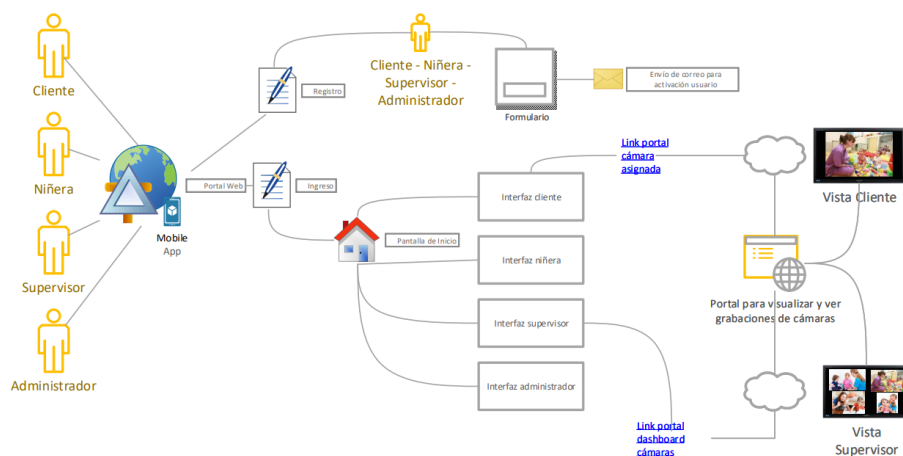 Cliente
Niñera
Supervisor
Administrador
Mobile
App
Portal Web
Registro
Ingreso
Cliente - Niñera -
Supervisor -
Administrador
Formulario
Envío de correo para
activación usuario
Pantalla de Inicio
Interfaz cliente
Interfaz niñera
Interfaz supervisor
Interfaz administrador
Link portal
cámara
asignada
Link portal
dashboard
cámaras
Portal para visualizar y ver
grabaciones de cámaras
Vista Cliente
Vista
Supervisor